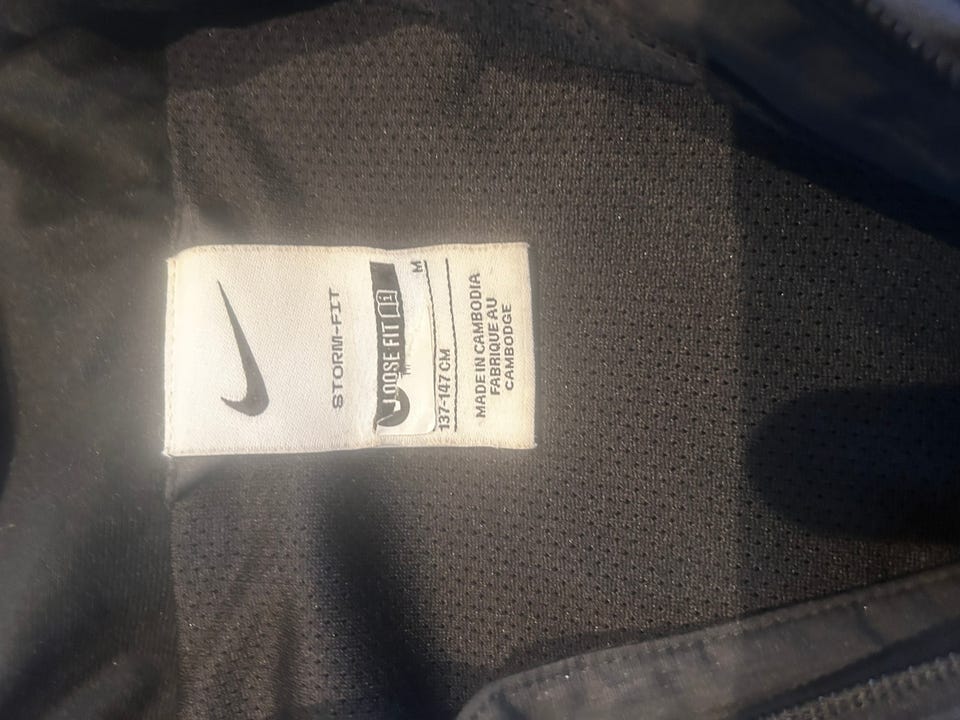 STORM-FIT
LOOSE FIT
M
137-147 CM
MADE IN CAMBODIA
FABRIQUE AU
CAMBODGE